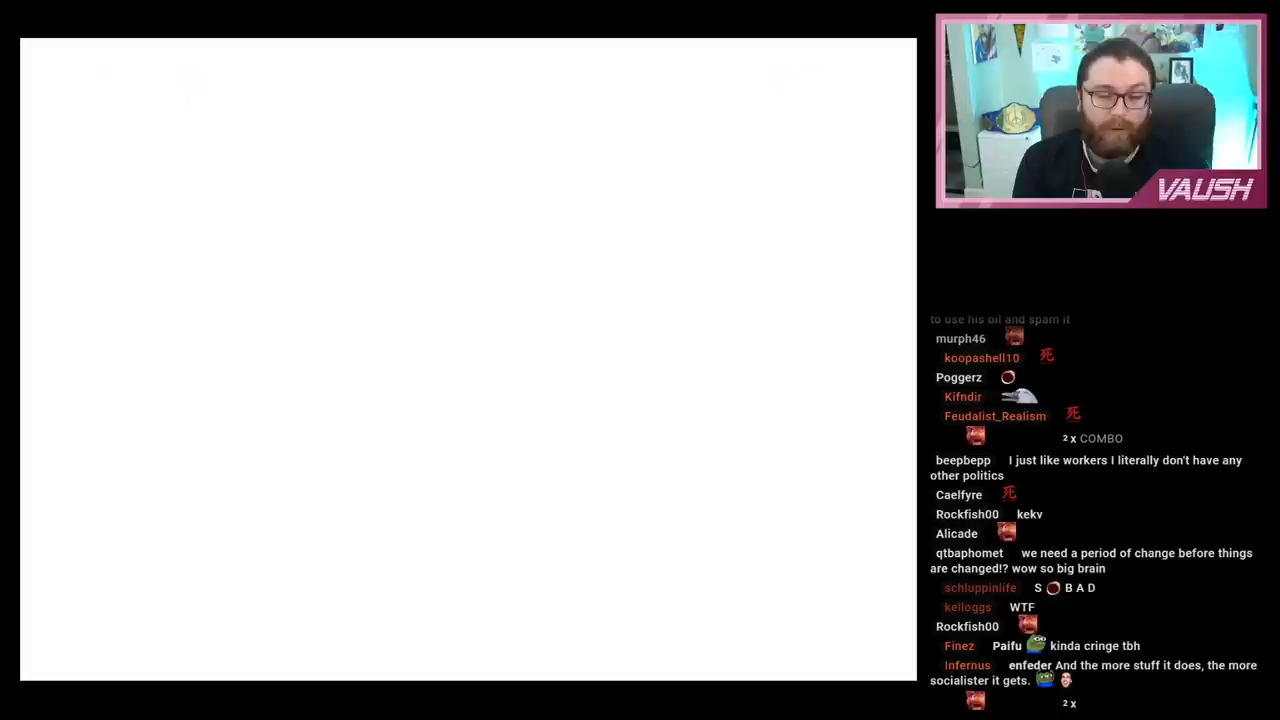 VAUSH
to use his oil and spam it
murph46
koopashell10 死
Poggerz
Kifndir
Feudalist_Realism 死
2 x COMBO
beepbepp I just like workers I literally don't have any
other politics
Caelfyre 死
Rockfish00 kekv
Alicade
qtbaphomet we need a period of change before things
are changed!? wow so big brain
schluppinlife S B A D
kelloggs WTF
Rockfish00
Finez Paifu kinda cringe tbh
Infernus enfeder And the more stuff it does, the more
socialister it gets.
2 x